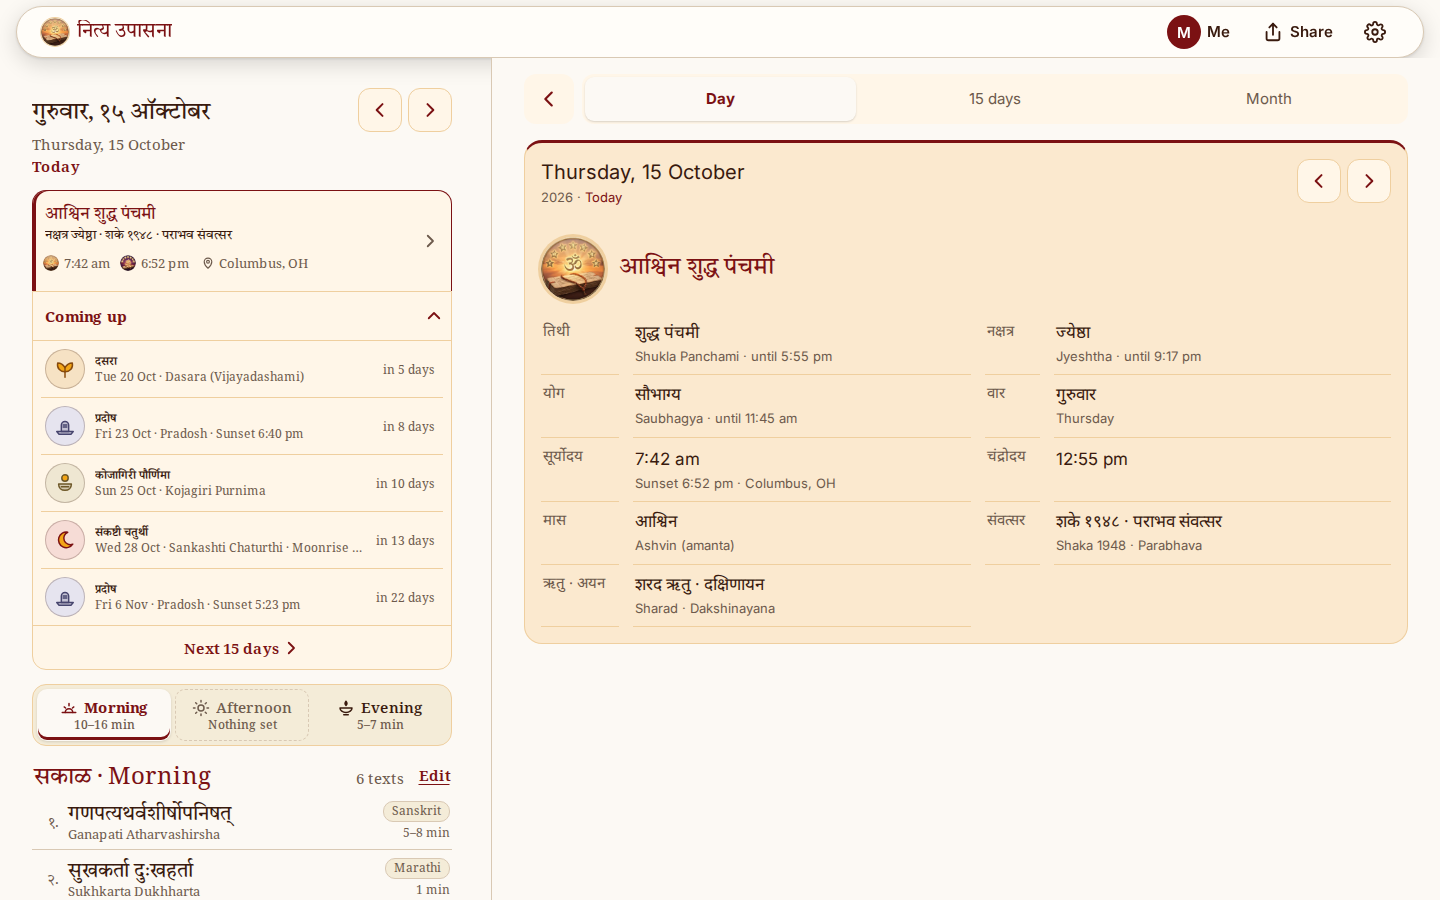 नित्य उपासना
M Me
Share
गुरुवार, १५ ऑक्टोबर
Thursday, 15 October
Today
आश्विन शुद्ध पंचमी
नक्षत्र ज्येष्ठा · शके १९४८ · पराभव संवत्सर
7:42 am 6:52 pm Columbus, OH
Coming up
दसरा
Tue 20 Oct · Dasara (Vijayadashami)
in 5 days
प्रदोष
Fri 23 Oct · Pradosh · Sunset 6:40 pm
in 8 days
कोजागिरी पौर्णिमा
Sun 25 Oct · Kojagiri Purnima
in 10 days
संकष्टी चतुर्थी
Wed 28 Oct · Sankashti Chaturthi · Moonrise ...
in 13 days
प्रदोष
Fri 6 Nov · Pradosh · Sunset 5:23 pm
in 22 days
Next 15 days
Morning
10–16 min
Afternoon
Nothing set
Evening
5–7 min
सकाळ · Morning
6 texts Edit
१. गणपत्यथर्वशीर्षोपनिषत्
Ganapati Atharvashirsha
Sanskrit
5–8 min
२. सुखकर्ता दुःखहर्ता
Sukhkarta Dukhharta
Marathi
1 min
Day
15 days
Month
Thursday, 15 October
2026 · Today
ॐ
आश्विन शुद्ध पंचमी
तिथी
शुद्ध पंचमी
Shukla Panchami · until 5:55 pm
नक्षत्र
ज्येष्ठा
Jyeshtha · until 9:17 pm
योग
सौभाग्य
Saubhagya · until 11:45 am
वार
गुरुवार
Thursday
सूर्योदय
7:42 am
Sunset 6:52 pm · Columbus, OH
चंद्रोदय
12:55 pm
मास
आश्विन
Ashvin (amanta)
संवत्सर
शके १९४८ · पराभव संवत्सर
Shaka 1948 · Parabhava
ऋतु · अयन
शरद ऋतु · दक्षिणायन
Sharad · Dakshinayana